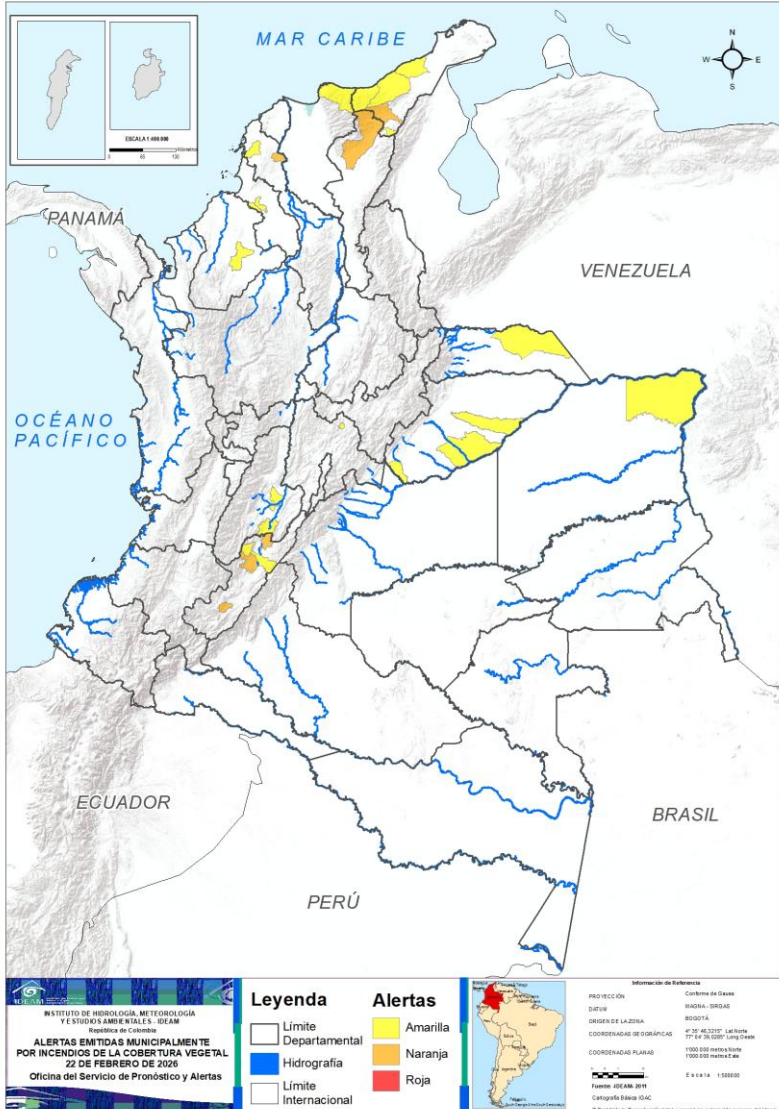 MAR CARIBE
N
W
E
S
ESCALA 1:400.000
PANAMÁ
VENEZUELA
OCÉANO
PACÍFICO
ECUADOR
BRASIL
PERÚ
IDEAM
INSTITUTO DE HIDROLOGÍA, METEOROLOGÍA
Y ESTUDIOS AMBIENTALES - IDEAM
República de Colombia
ALERTAS EMITIDAS MUNICIPALMENTE
POR INCENDIOS DE LA COBERTURA VEGETAL
22 DE FEBRERO DE 2026
Oficina del Servicio de Pronóstico y Alertas
Leyenda
Límite
Departamental
Hidrografía
Límite
Internacional
Alertas
Amarilla
Naranja
Roja
Información de Referencia
PROYECCIÓN Conforme de Gauss
DATUM MAGNA - SIRGAS
ORIGEN DE LA ZONA BOGOTÁ
COORDENADAS GEOGRÁFICAS
COORDENADAS PLANAS 1'000.000 metros Norte
1'000.000 metros Este
Escala 1:500000
Fuente: IDEAM 2011
Cartografía Básica IGAC